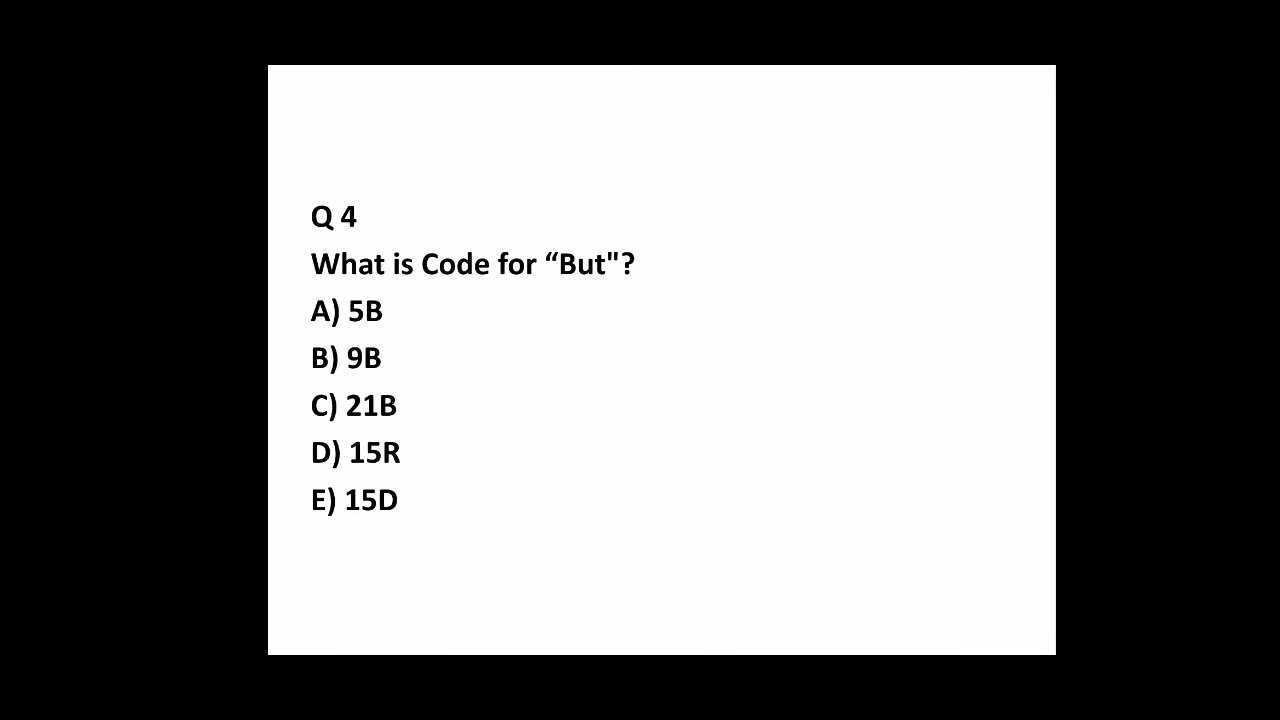 Q 4
What is Code for “But"?
A) 5B
B) 9B
C) 21B
D) 15R
E) 15D